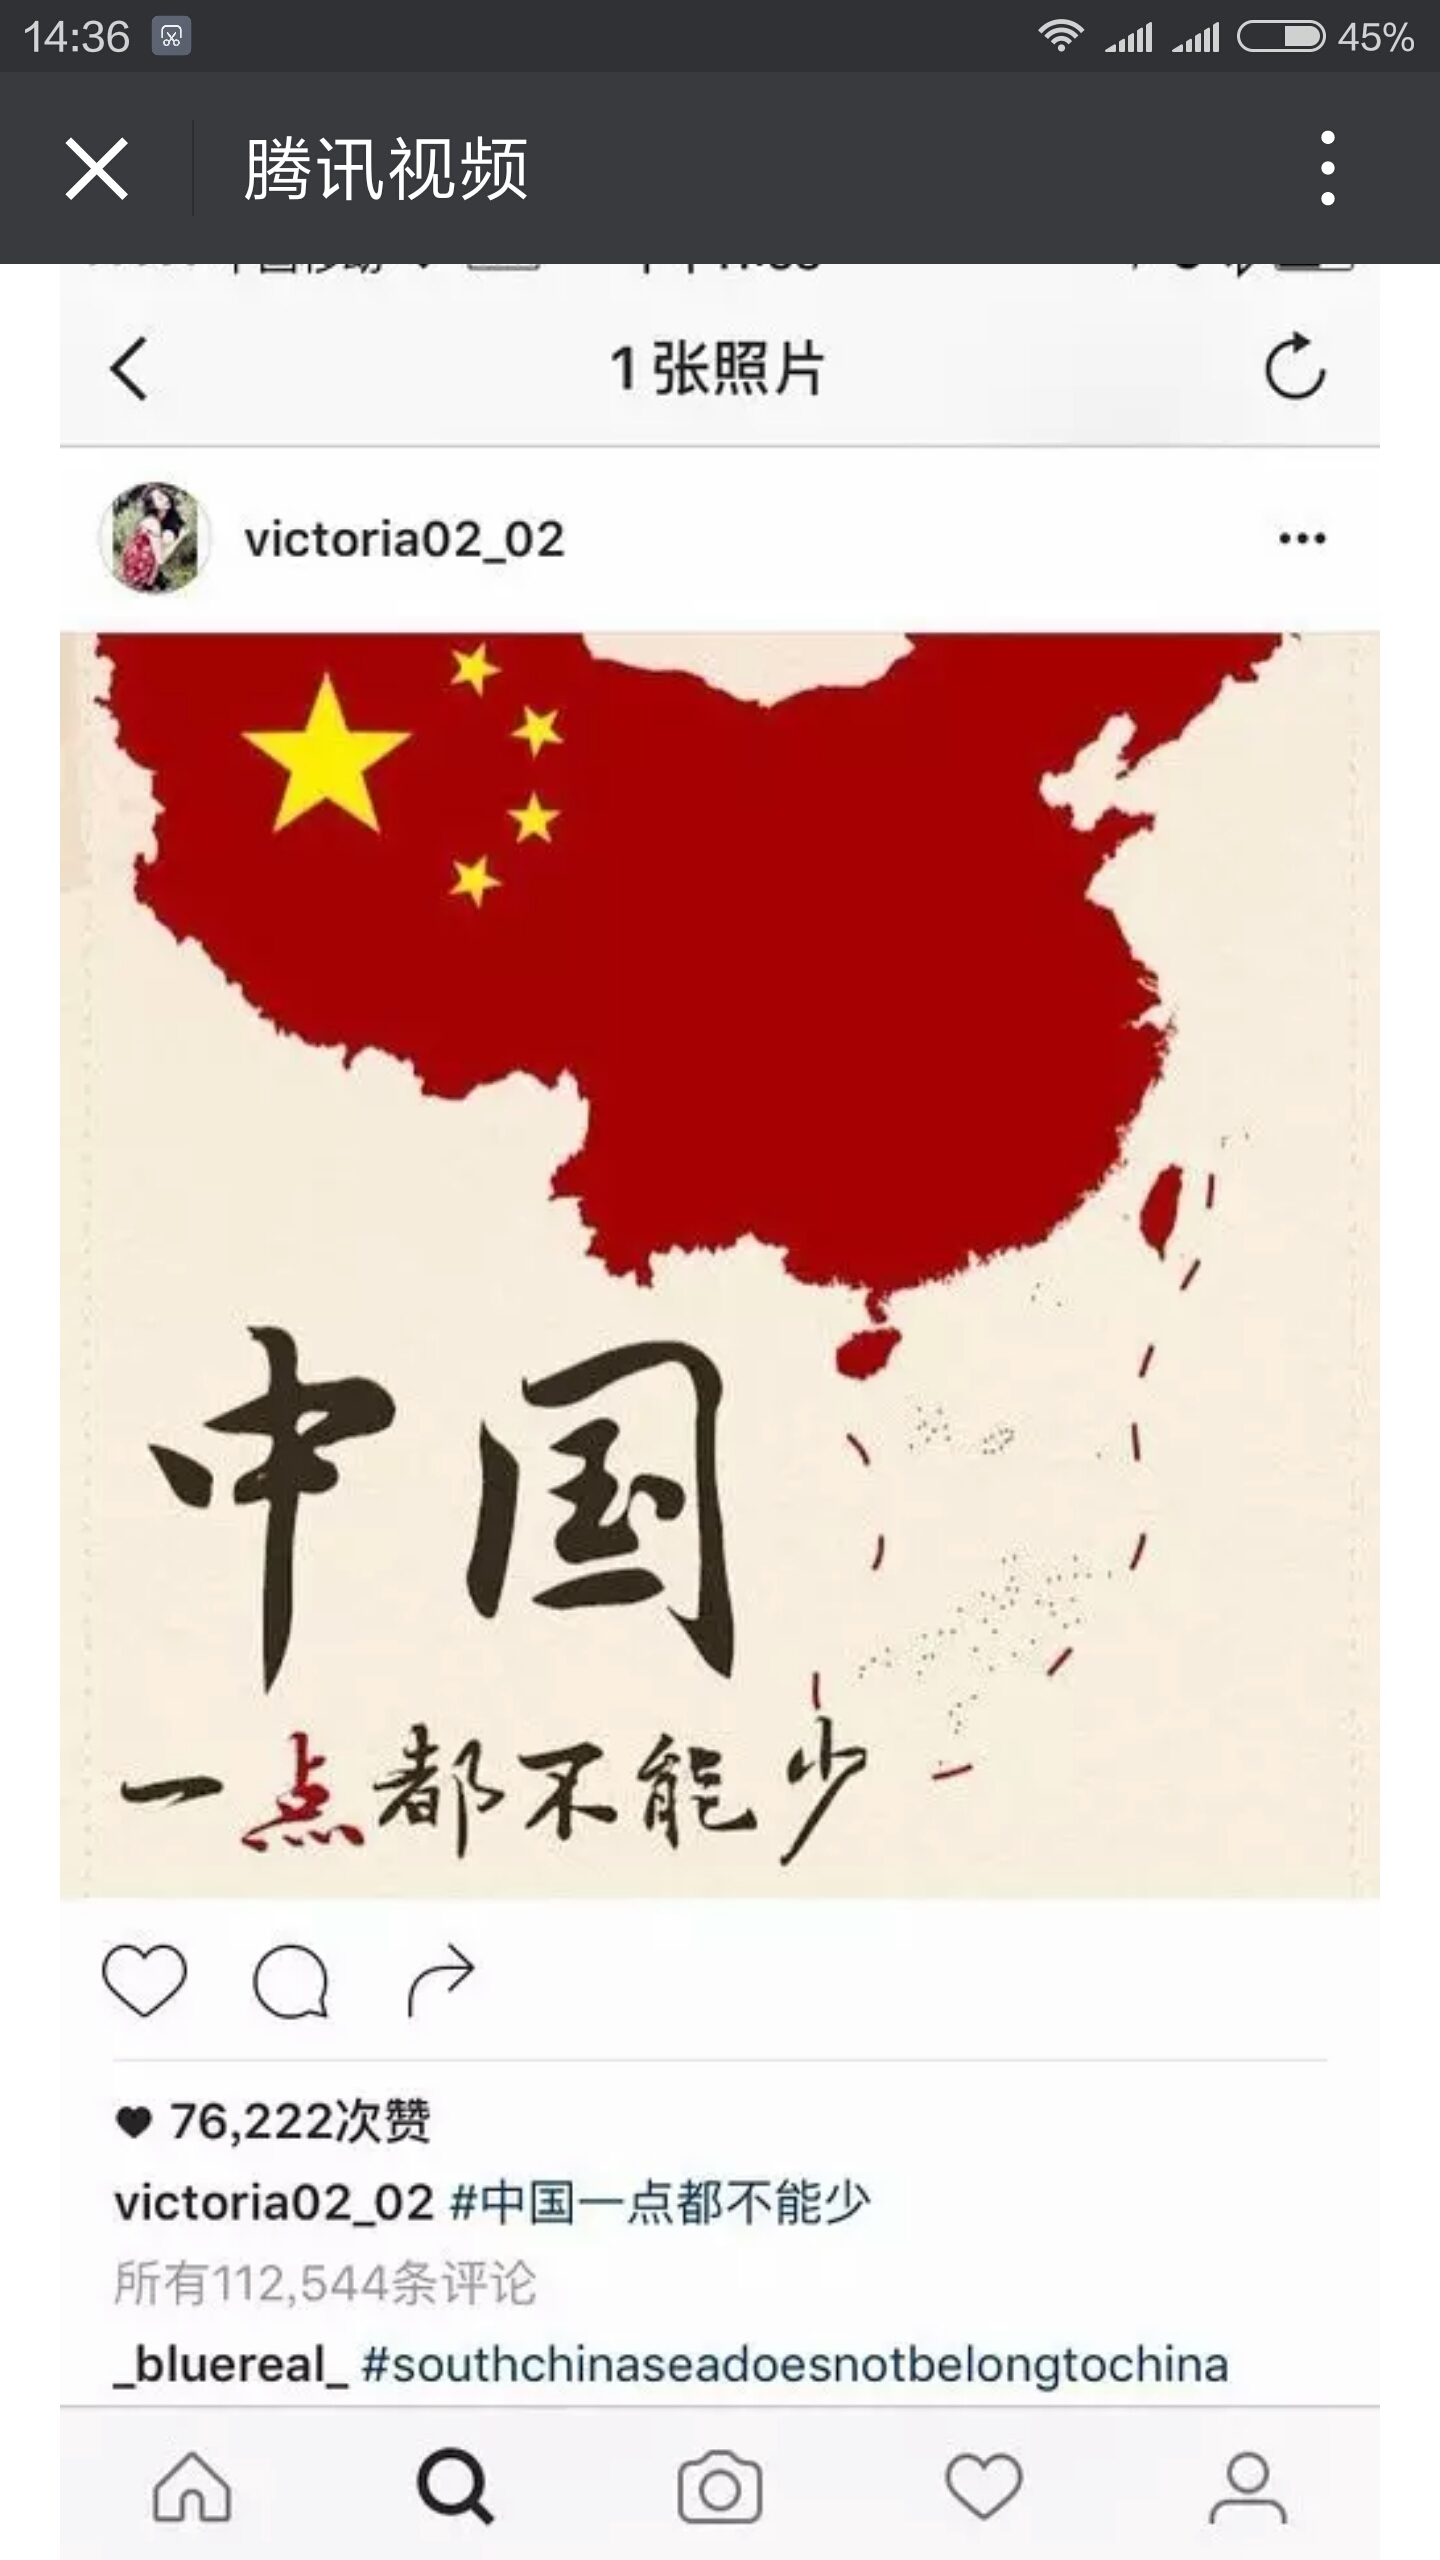 14:36
45%
腾讯视频
1张照片
victoria02_02
中国
一点都不能少
76,222次赞
victoria02_02 #中国一点都不能少
所有112,544条评论
_bluereal_ #southchinaseadoesnotbelongtochina